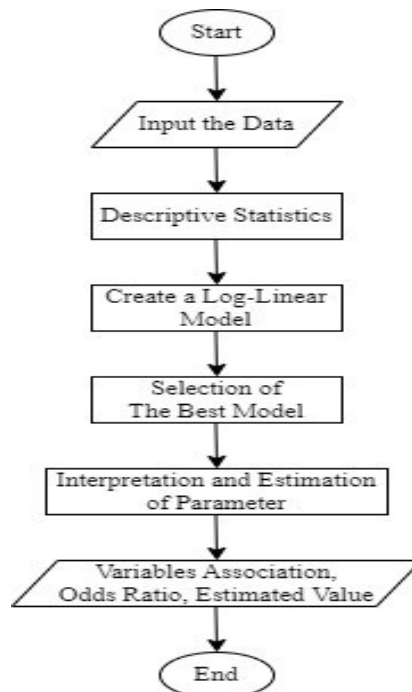 Start
Input the Data
Descriptive Statistics
Create a Log-Linear
Model
Selection of
The Best Model
Interpretation and Estimation
of Parameter
Variables Association,
Odds Ratio, Estimated Value
End